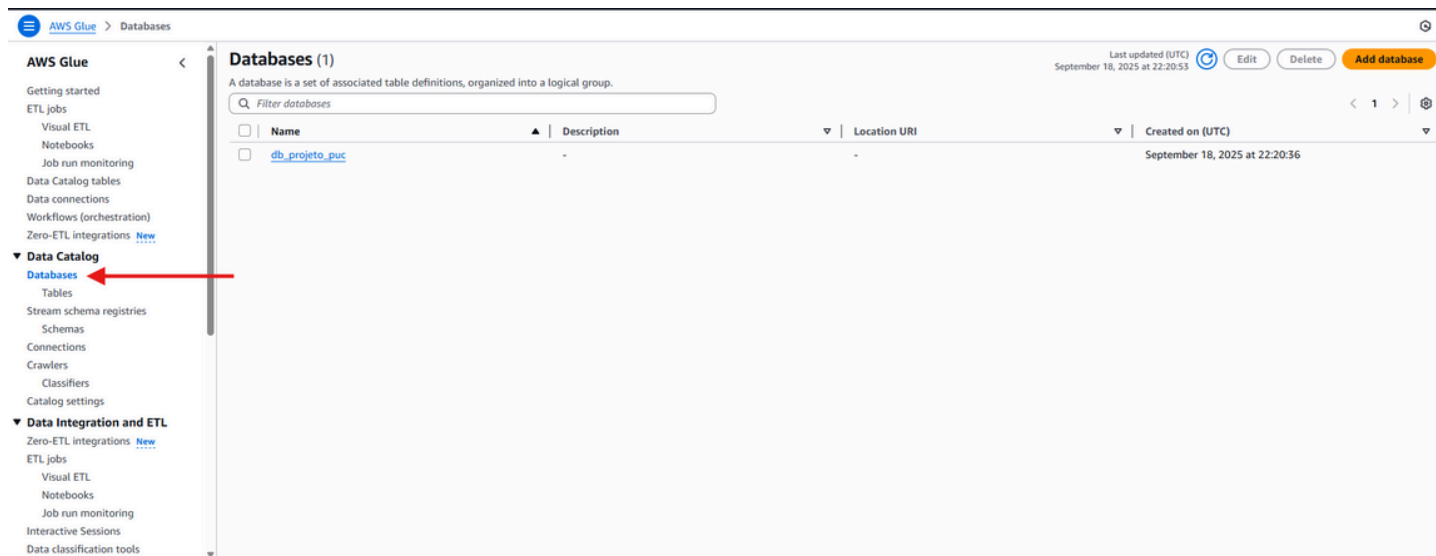 AWS Glue > Databases
AWS Glue
Getting started
ETL jobs
Visual ETL
Notebooks
Job run monitoring
Data Catalog tables
Data connections
Workflows (orchestration)
Zero-ETL integrations New
Data Catalog
Databases
Tables
Stream schema registries
Schemas
Connections
Crawlers
Classifiers
Catalog settings
Data Integration and ETL
Zero-ETL integrations New
ETL jobs
Visual ETL
Notebooks
Job run monitoring
Interactive Sessions
Data classification tools
Databases (1)
Last updated (UTC)
September 18, 2025 at 22:20:53
Edit
Delete
Add database
A database is a set of associated table definitions, organized into a logical group.
Filter databases
< 1 >
Name Description Location URI Created on (UTC)
db_projeto_puc - - September 18, 2025 at 22:20:36